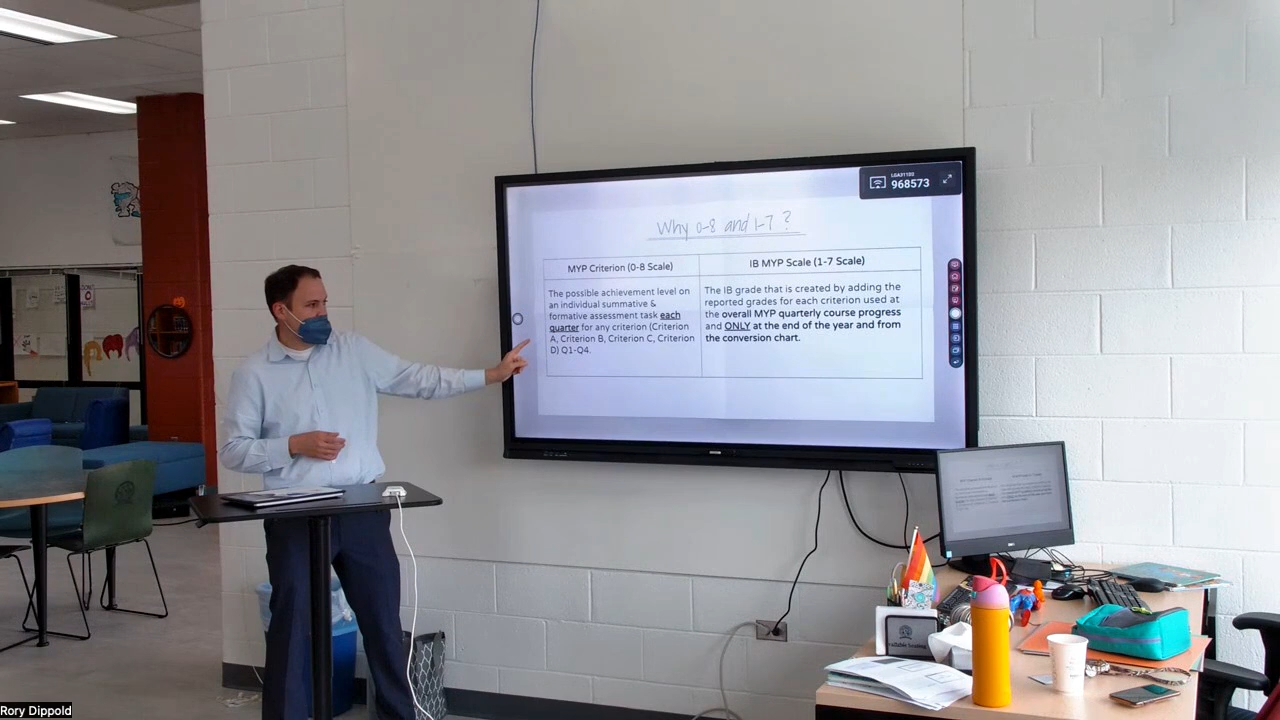 LGA31103
968573
Why 0-8 and 1-7?
MYP Criterion (0-8 Scale)
The possible achievement level on
an individual summative &
formative assessment task each
quarter for any criterion (Criterion
A, Criterion B, Criterion C, Criterion
D) Q1-Q4.
IB MYP Scale (1-7 Scale)
The IB grade that is created by adding the
reported grades for each criterion used at
the overall MYP quarterly course progress
and ONLY at the end of the year and from
the conversion chart.
Rory Dippold